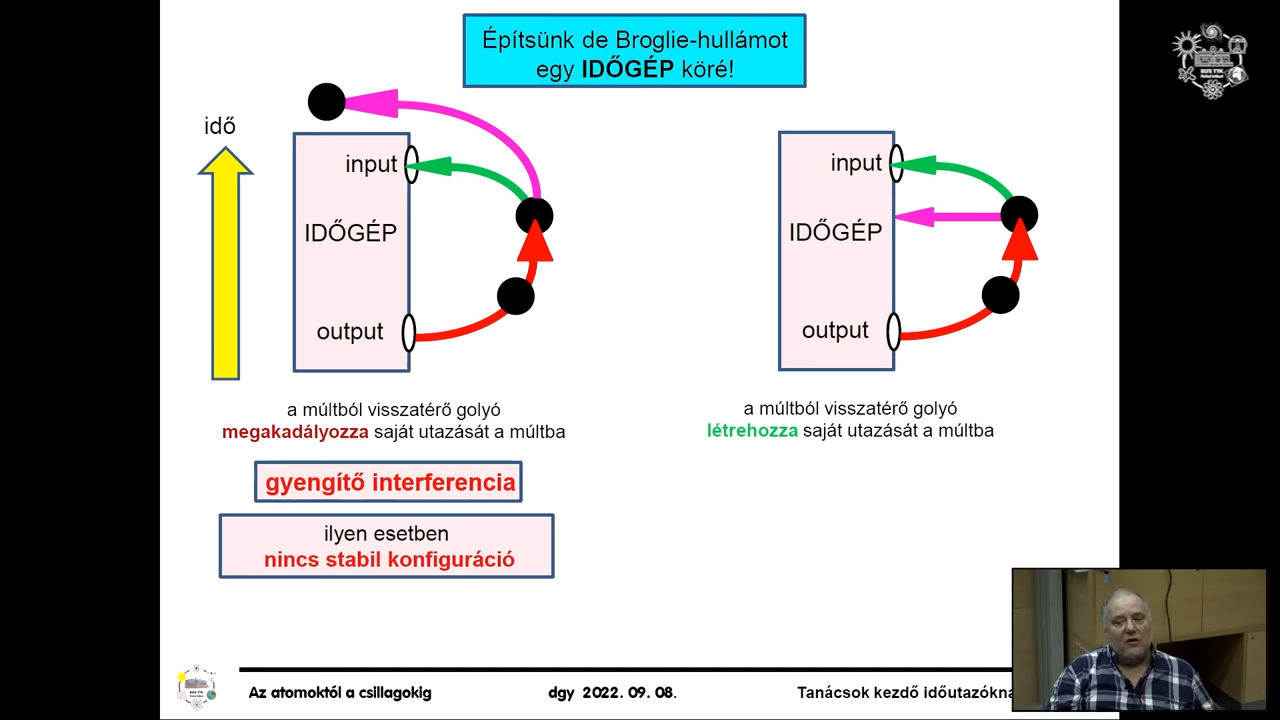 Építsünk de Broglie-hullámot
egy IDŐGÉP köré!
idő
input
IDŐGÉP
output
input
IDŐGÉP
output
a múltból visszatérő golyó
megakadályozza saját utazását a múltba
a múltból visszatérő golyó
létrehozza saját utazását a múltba
gyengítő interferencia
ilyen esetben
nincs stabil konfiguráció
Az atomoktól a csillagokig
dgy 2022. 09. 08.
Tanácsok kezdő időutazókna